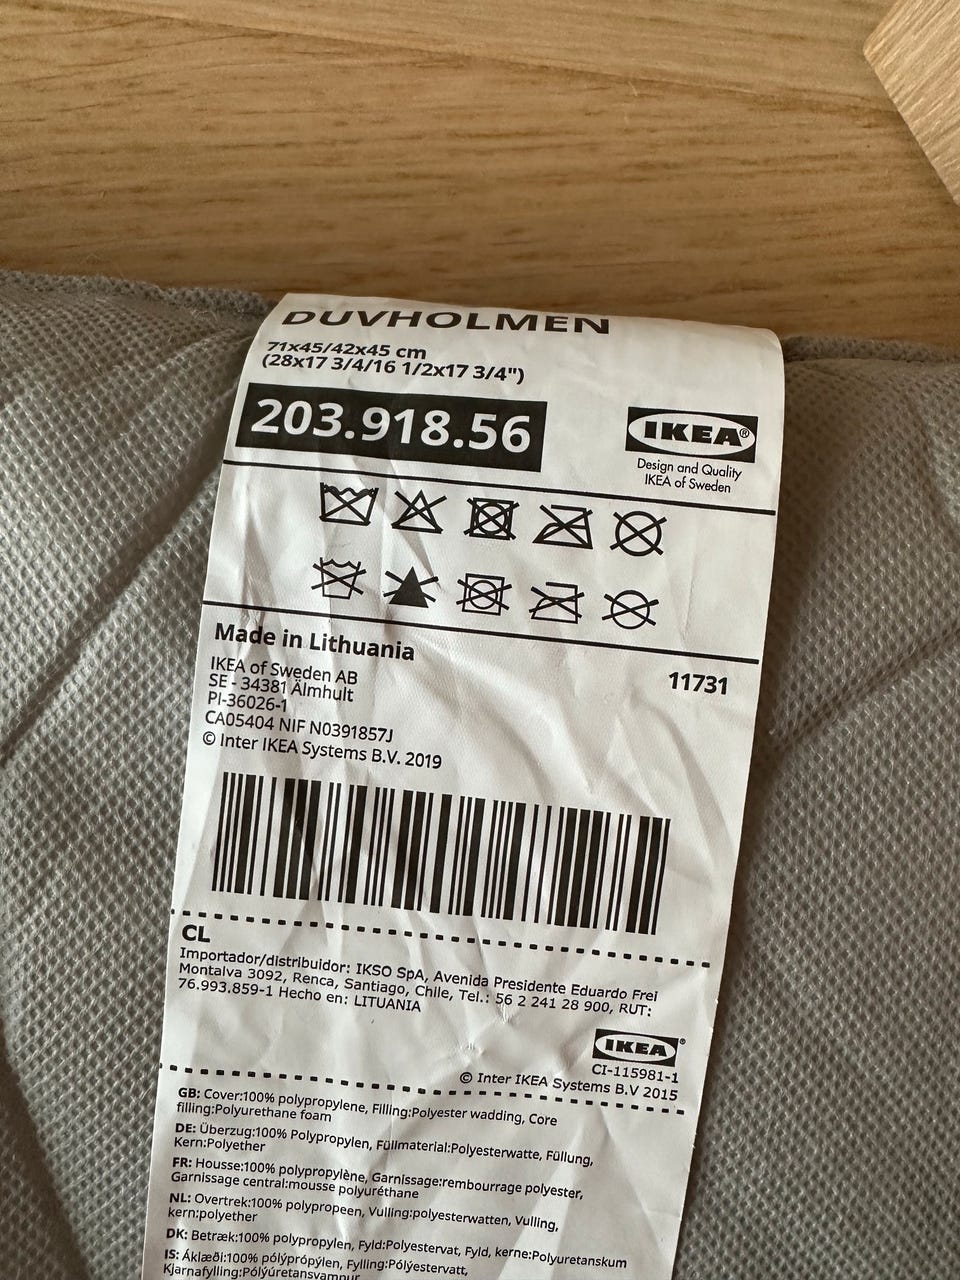 DUVHOLMEN
71x45/42x45 cm
(28x17 3/4/16 1/2x17 3/4")
203.918.56
IKEA®
Design and Quality
IKEA of Sweden
Made in Lithuania
11731
IKEA of Sweden AB
SE - 34381 Älmhult
PI-36026-1
CA05404 NIF N0391857J
© Inter IKEA Systems B.V. 2019
CL
Importador/distribuidor: IKSO SpA, Avenida Presidente Eduardo Frei
Montalva 3092, Renca, Santiago, Chile, Tel.: 56 2 241 28 900, RUT:
76.993.859-1 Hecho en: LITUANIA
IKEA®
CI-115981-1
© Inter IKEA Systems B.V 2015
GB: Cover:100% polypropylene, Filling:Polyester wadding, Core
filling:Polyurethane foam
DE: Überzug:100% Polypropylen, Füllmaterial:Polyesterwatte, Füllung,
Kern:Polyether
FR: Housse:100% polypropylène, Garnissage:rembourrage polyester,
Garnissage central:mousse polyuréthane
NL: Overtrek:100% polypropeen, Vulling:polyesterwatten, Vulling,
kern:polyether
DK: Betræk:100% polypropylen, Fyld:Polyestervat, Fyld, kerne:Polyuretanskum
IS: Áklæði:100% pólýprópýlen, Fylling:Pólýestervatt,
Kjarnafylling:Pólýúretansvampur